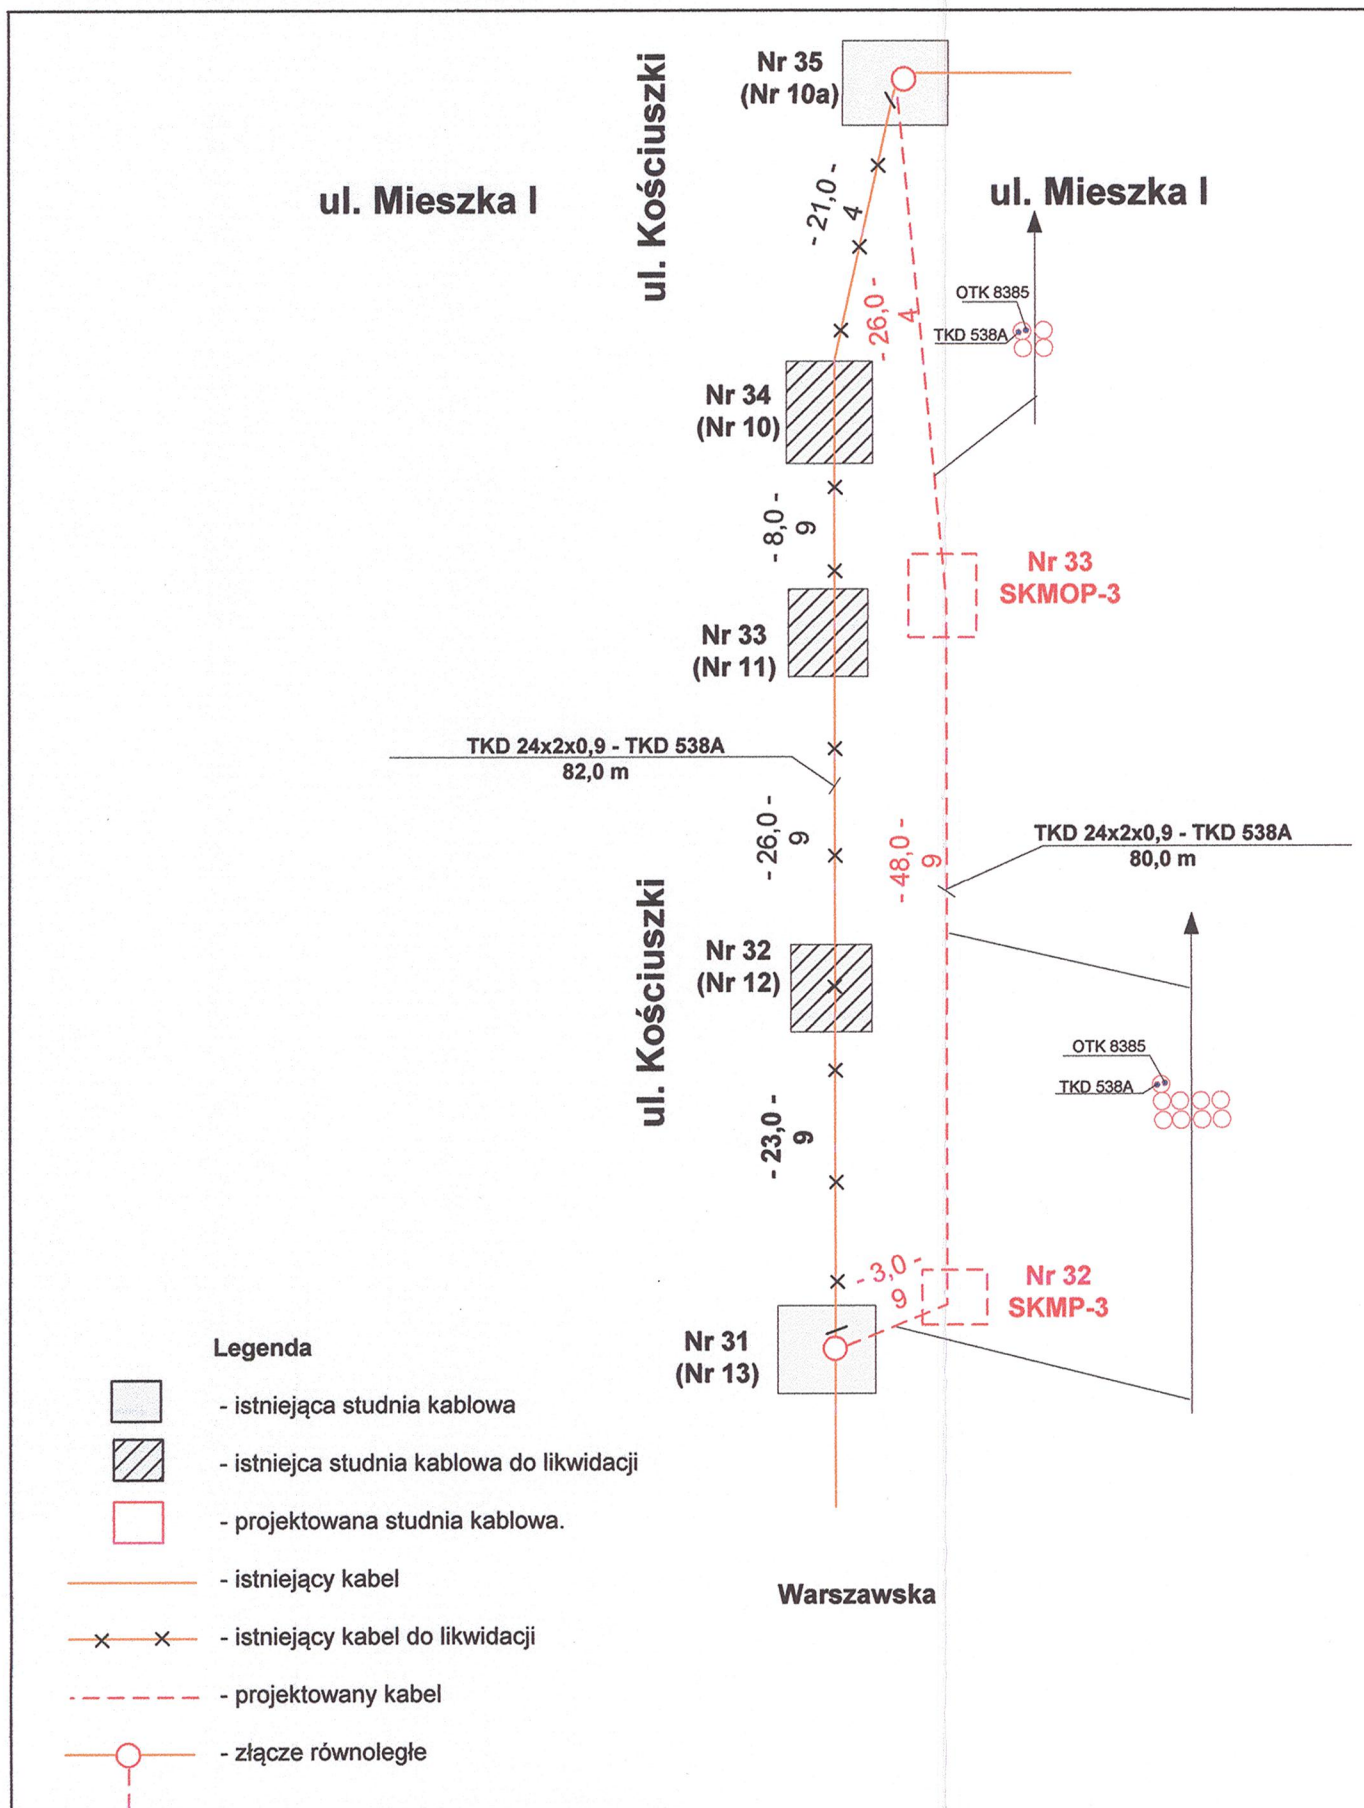 Nr 35
(Nr 10a)
ul. Kościuszki
ul. Mieszka I
ul. Mieszka I
- 21,0 -
4
- 26,0 -
4
OTK 8385
TKD 538A
Nr 34
(Nr 10)
- 8,0 -
9
Nr 33
SKMOP-3
Nr 33
(Nr 11)
TKD 24x2x0,9 - TKD 538A
82,0 m
- 26,0 -
9
- 48,0 -
9
TKD 24x2x0,9 - TKD 538A
80,0 m
ul. Kościuszki
Nr 32
(Nr 12)
OTK 8385
TKD 538A
- 23,0 -
9
- 3,0 -
9
Nr 32
SKMP-3
Nr 31
(Nr 13)
Legenda
- istniejąca studnia kablowa
- istniejca studnia kablowa do likwidacji
- projektowana studnia kablowa.
- istniejący kabel
Warszawska
- istniejący kabel do likwidacji
- projektowany kabel
- złącze równoległe